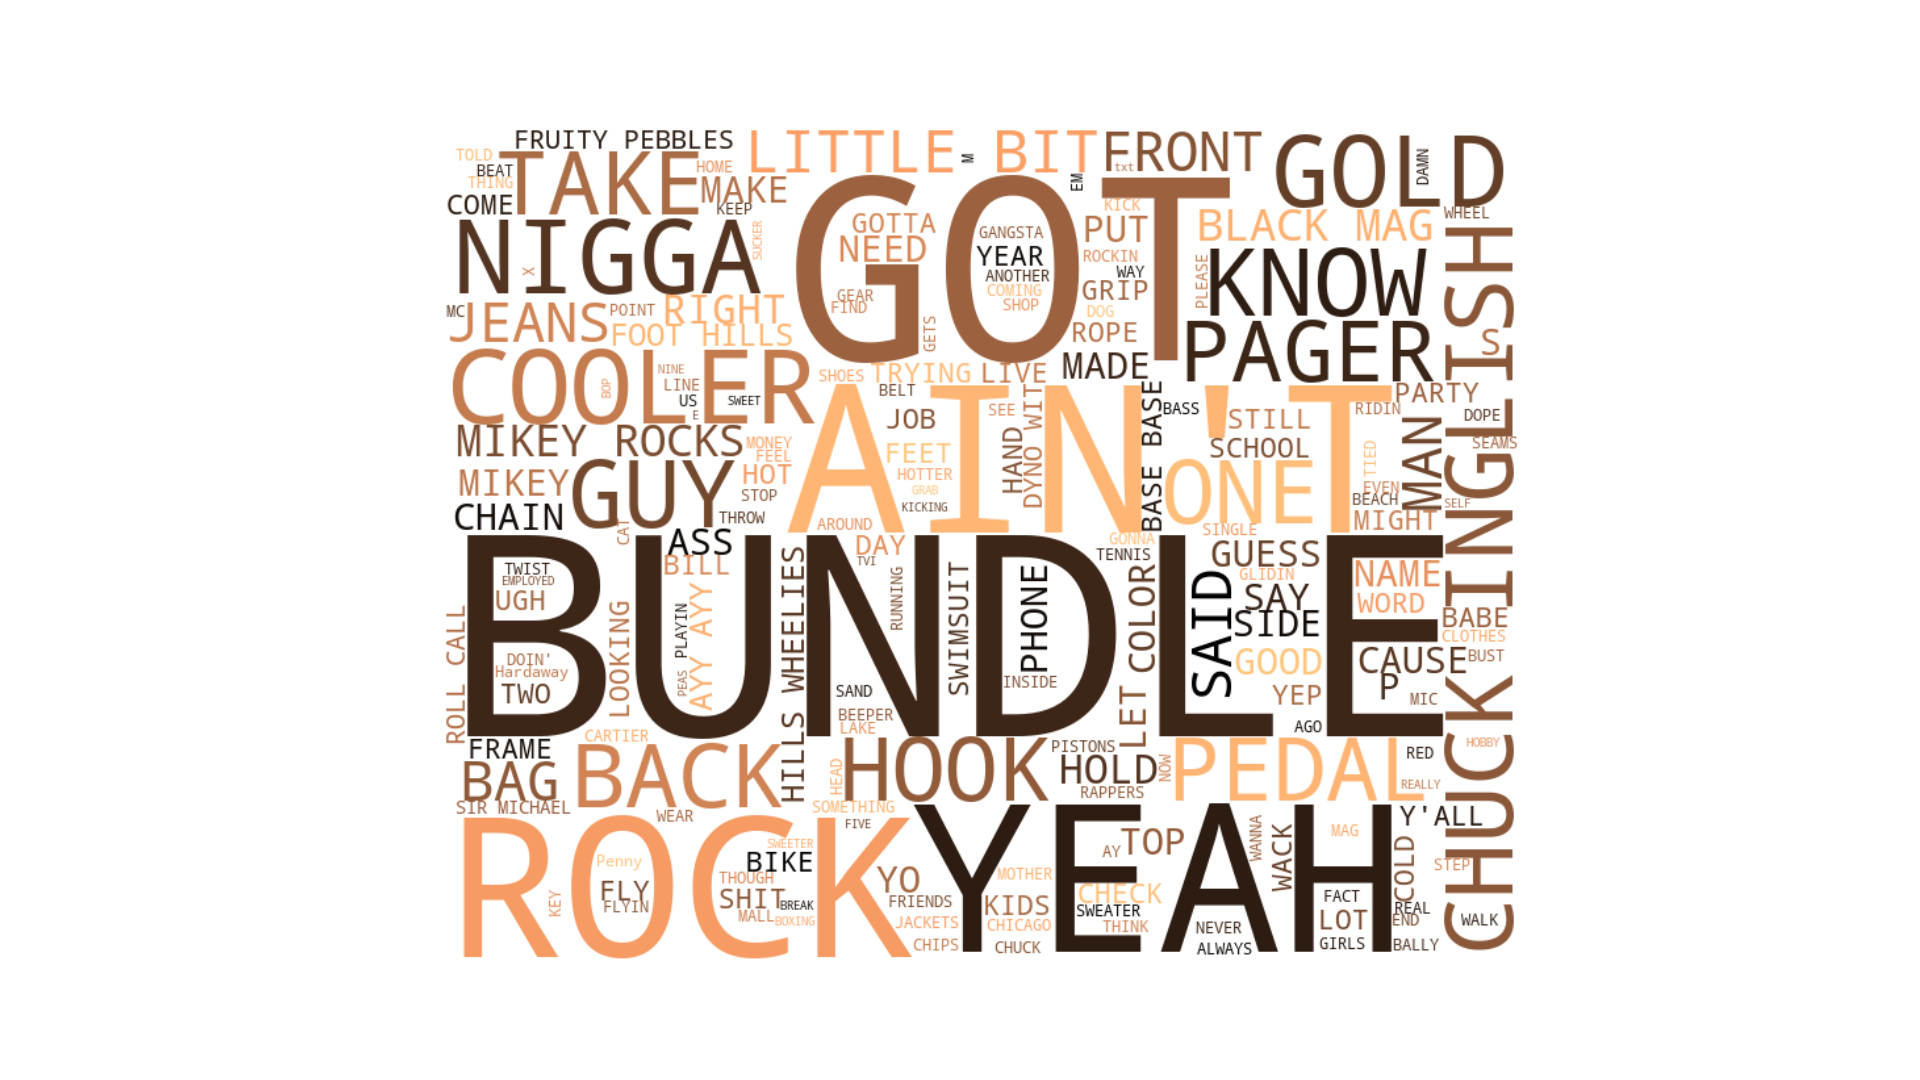 FRUITY PEBBLES
LITTLE BIT
FRONT
GOLD
DAMN
TOLD
BEAT
THING
TAKE
HOME
MAKE
KEEP
COME
M
txt
EM
KICK
PUT
BLACK MAG
WHEEL
NIGGA
X
SUCKER
GOT
GOTTA
NEED
GANGSTA
YEAR
ANOTHER
COMING
SHOP
GEAR
FIND
GETS
ROCKIN
WAY
GRIP
DOG
ROPE
MADE
PLEASE
KNOW
PAGER
CHUCK INGLISH
S
MC
JEANS
POINT
RIGHT
FOOT HILLS
COOLER
BOP
NINE
LINE
US
E
SWEET
SHOES
TRYING
LIVE
BELT
JOB
SEE
FEET
HOTTER
GRAB
KICKING
HAND
DYNO WIT
BASE BASE
BASS
AIN'T
STILL
SCHOOL
RIDIN
PARTY
DOPE
SEAMS
MAN
TIED
EVEN
BEACH
SELF
MIGHT
ONE
SINGLE
MIKEY ROCKS
MONEY
FEEL
MIKEY
GUY
HOT
STOP
CHAIN
CAT
THROW
AROUND
ASS
BILL
DAY
TVI
GONNA
TENNIS
GUESS
GLIDIN
NAME
WORD
BUNDLE
TWIST
EMPLOYED
UGH
DOIN'
Hardaway
TWO
ROLL CALL
LOOKING
PLAYIN
PEAS
AYY AYY
HILLS WHEELIES
RUNNING
SWIMSUIT
PHONE
INSIDE
LET COLOR
SAID
SAY
SIDE
GOOD
YEP
AGO
BABE
CLOTHES
CAUSE
BUST
P
MIC
SAND
BEEPER
LAKE
CARTIER
FRAME
BAG
BACK
SIR MICHAEL
WEAR
HEAD
HOOK
PISTONS
HOLD
RAPPERS
NOW
PEDAL
RED
REALLY
HOBBY
SOMETHING
FIVE
ROCK
YEAH
SWEETER
BIKE
Penny
FLY
FLYIN
KEY
THOUGH
SHIT
BREAK
MALL
BOXING
YO
FRIENDS
JACKETS
CHIPS
MOTHER
KIDS
CHICAGO
CHUCK
AY
TOP
CHECK
SWEATER
THINK
WANNA
WACK
NEVER
ALWAYS
MAG
FACT
LOT
GIRLS
Y'ALL
COLD
STEP
REAL
END
BALLY
WALK
T